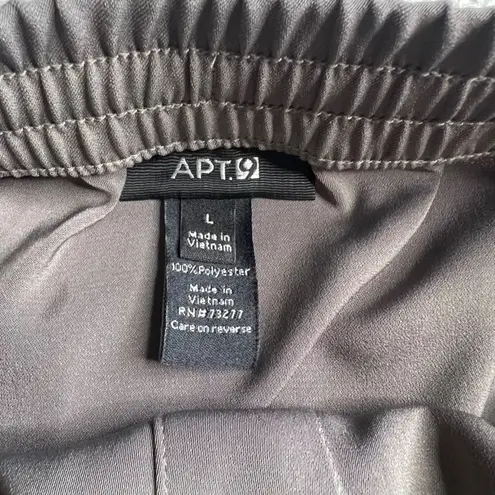 APT.9
L
Made in
Vietnam
100% Polyester
Made in
Vietnam
RN# 73277
Care on reverse